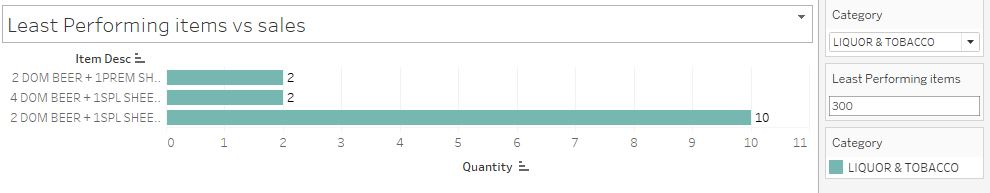 Least Performing items vs sales
Item Desc
2 DOM BEER + 1PREM SH.. 2
4 DOM BEER + 1SPL SHEE.. 2
2 DOM BEER + 1SPL SHEE.. 10
0 1 2 3 4 5 6 7 8 9 10 11
Quantity
Category
LIQUOR & TOBACCO
Least Performing items
300
Category
LIQUOR & TOBACCO